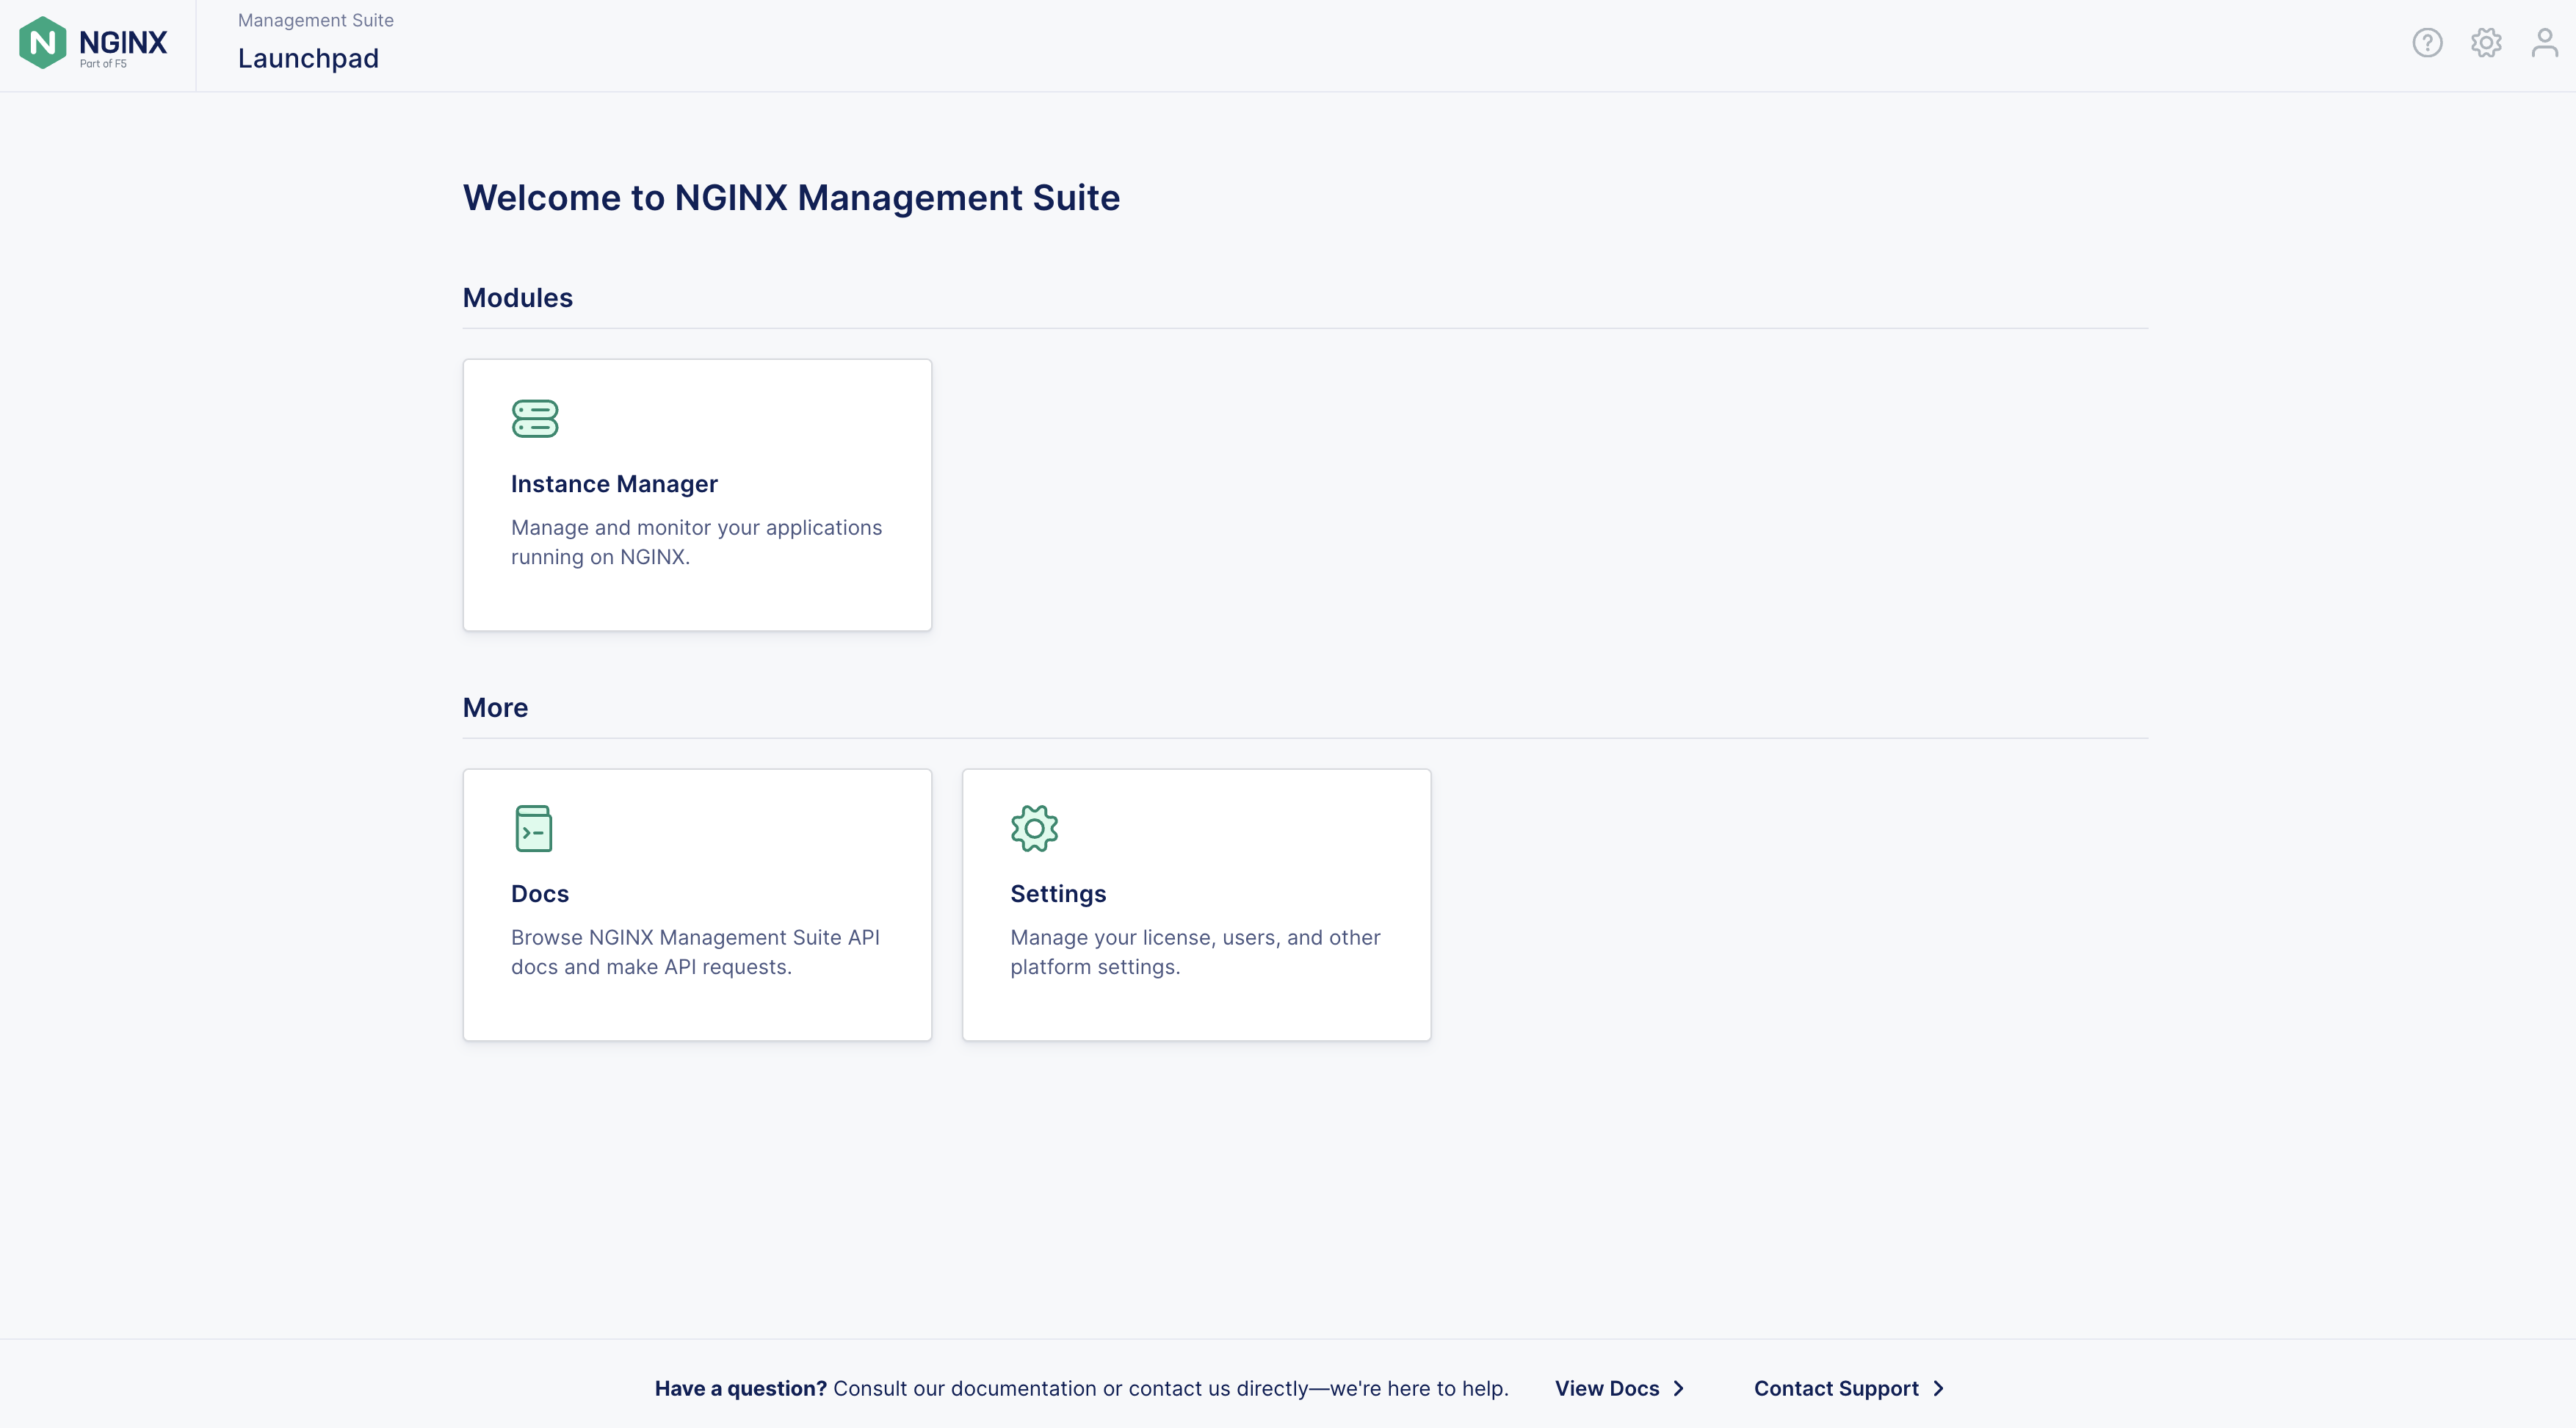 NGINX
Part of F5
Management Suite
Launchpad
Welcome to NGINX Management Suite
Modules
Instance Manager
Manage and monitor your applications
running on NGINX.
More
Docs
Browse NGINX Management Suite API
docs and make API requests.
Settings
Manage your license, users, and other
platform settings.
Have a question? Consult our documentation or contact us directly—we're here to help.
View Docs
Contact Support